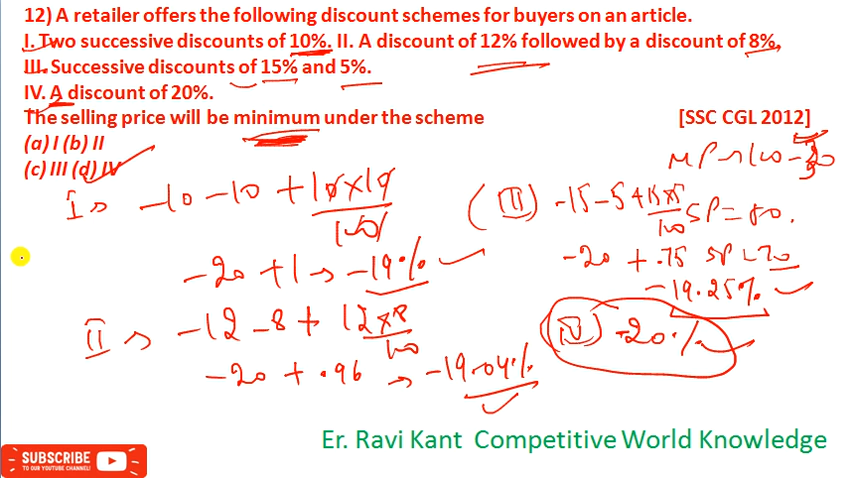 12) A retailer offers the following discount schemes for buyers on an article.
I. Two successive discounts of 10%. II. A discount of 12% followed by a discount of 8%,
III. Successive discounts of 15% and 5%.
IV. A discount of 20%.
The selling price will be minimum under the scheme [SSC CGL 2012]
(a) I (b) II
(c) III (d) IV
MP → 100 - 20
SP = 80.
I → -10 -10 + 10×10/100
-20 + 1 → -19%
II → -12 -8 + 12×8/100
-20 + .96 → -19.04%
(III) -15 -5 + 15×5/100
-20 + .75
-19.25%
-20%
Er. Ravi Kant Competitive World Knowledge
SUBSCRIBE
TO OUR YOUTUBE CHANNEL!